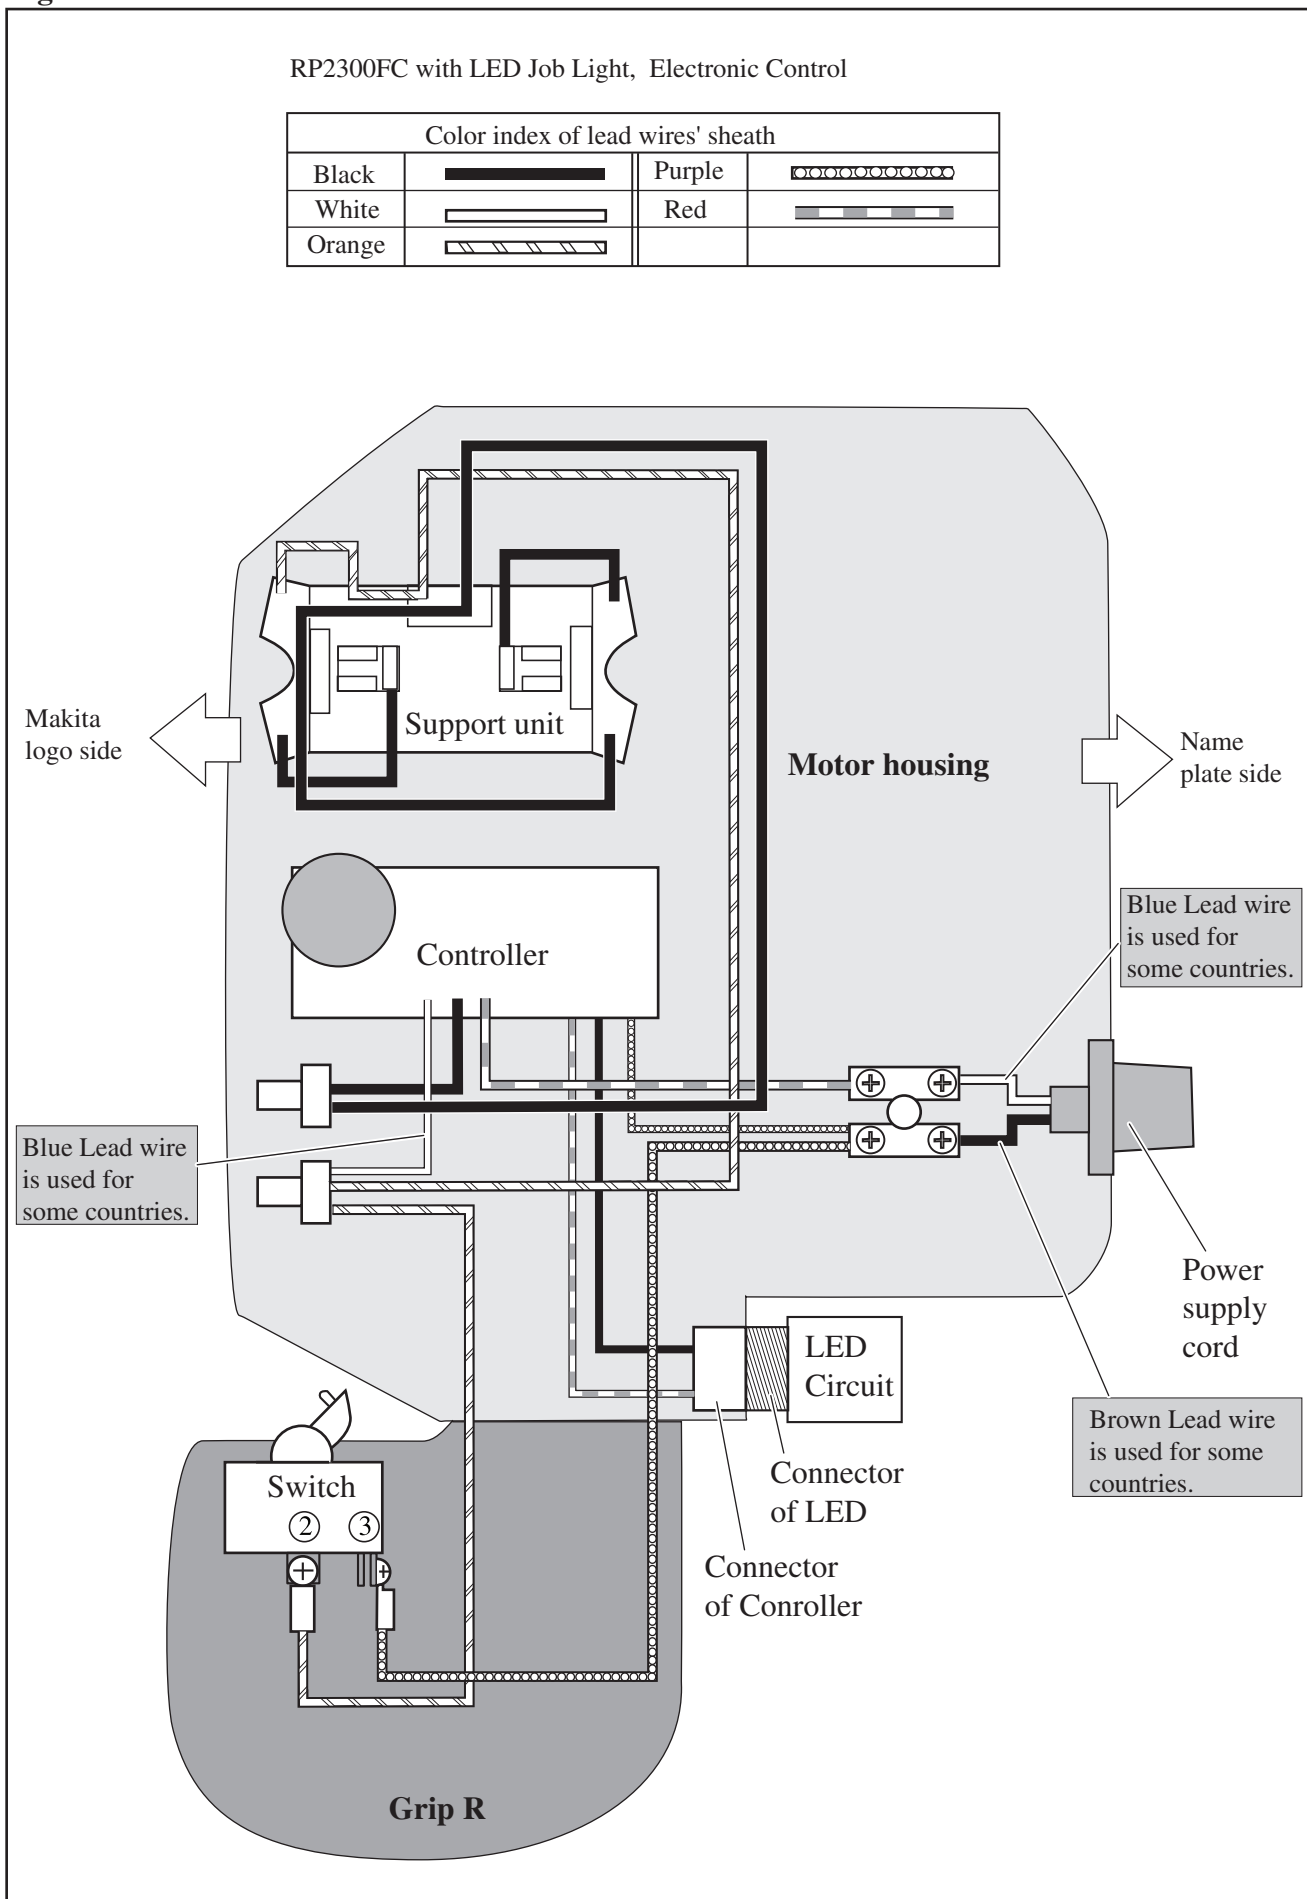 RP2300FC with LED Job Light, Electronic Control
Color index of lead wires' sheath
Black
Purple
White
Red
Orange
Support unit
Makita
logo side
Motor housing
Name
plate side
Blue Lead wire
is used for
some countries.
Controller
Blue Lead wire
is used for
some countries.
Power
supply
cord
LED
Circuit
Brown Lead wire
is used for some
countries.
Switch
2 3
Connector
of LED
Connector
of Conroller
Grip R